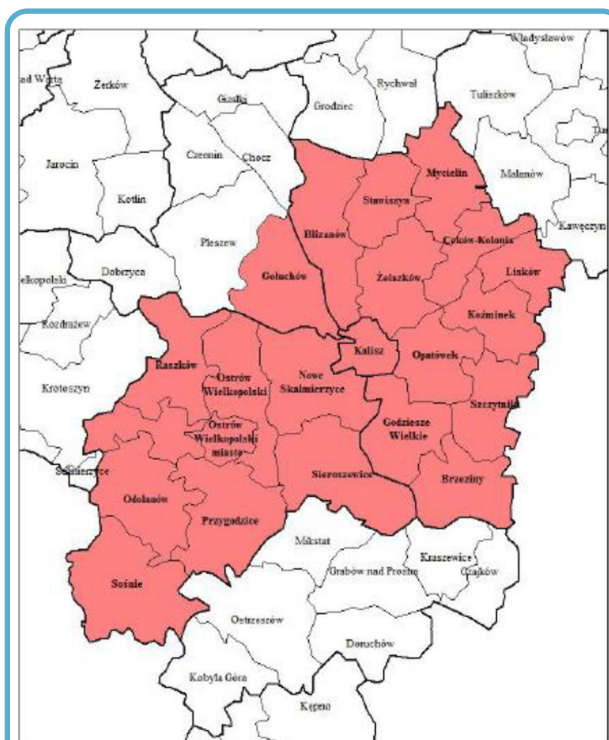 Władysławów
Żerków
Rychwał
Grodziec
Gizałki
Tuliszków
Jarocin
Czermin
Chocz
Mycielin
Malanów
Kotlin
Stawiszyn
Pleszew
Blizanów
Kawęczyn
Ceków-Kolonia
Dobrzyca
Gołuchów
Żelazków
Lisków
Koźminek
Kozdrażew
Raszków
Kalisz
Opatówek
Ostrów
Wielkopolski
Nowe
Skalmierzyce
Krotoszyn
Szczytniki
Godziesze
Wielkie
Ostrów
Wielkopolski
miasto
Sieroszewice
Brzeziny
Odolanów
Przygodzice
Mikstat
Kraszewice
Grabów nad Prosną
Czajków
Sośnie
Ostrzeszów
Doruchów
Kobyla Góra
Kępno